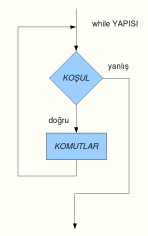 while YAPISI
KOŞUL
yanlış
doğru
KOMUTLAR